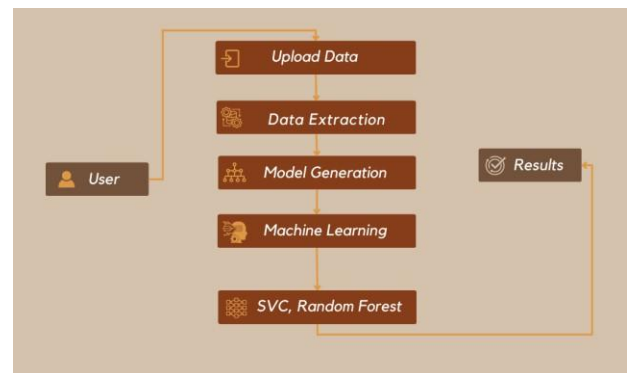 Upload Data
Data Extraction
Model Generation
Machine Learning
SVC, Random Forest
User
Results